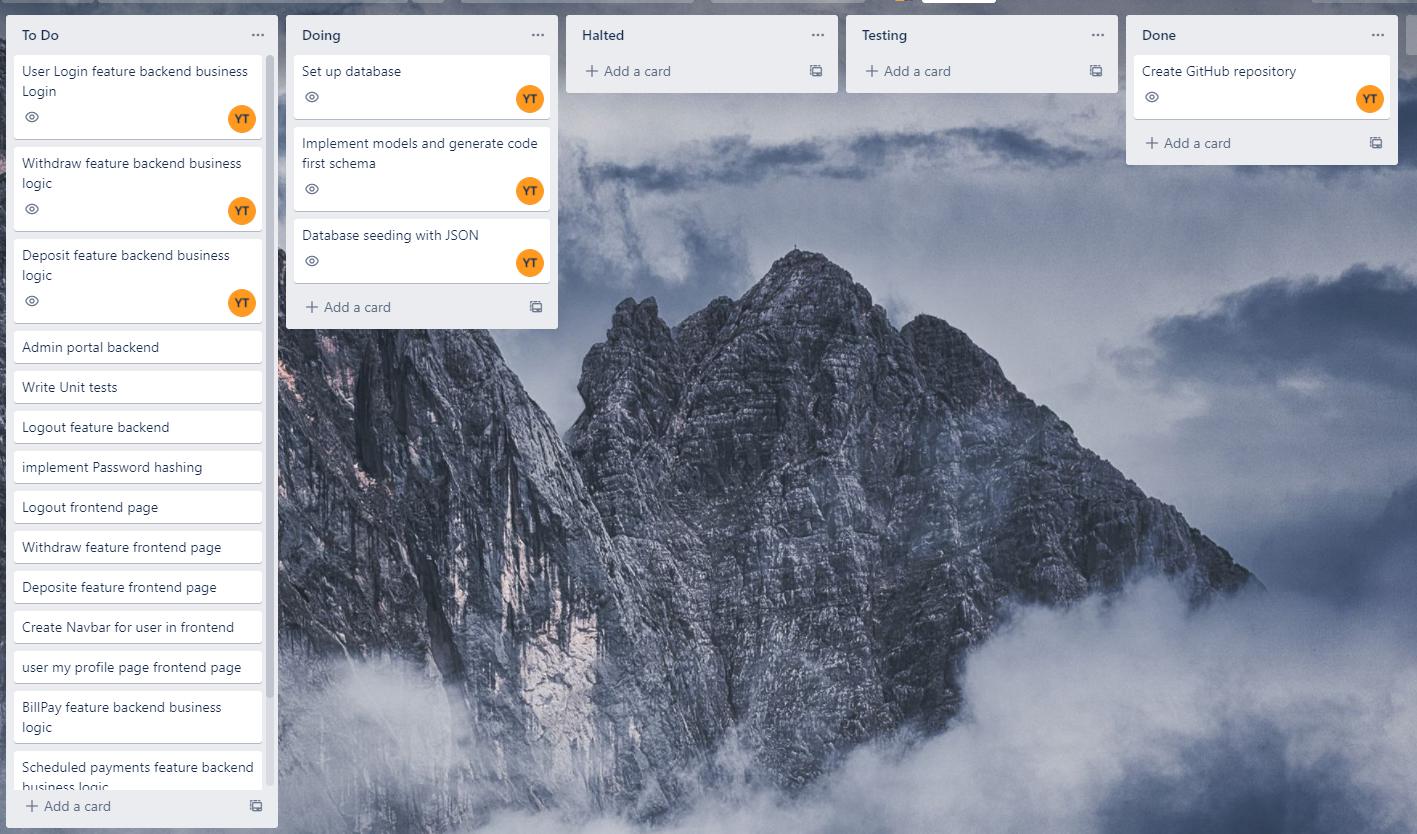 To Do
User Login feature backend business
Login
YT
Withdraw feature backend business
logic
YT
Deposit feature backend business
logic
YT
Admin portal backend
Write Unit tests
Logout feature backend
implement Password hashing
Logout frontend page
Withdraw feature frontend page
Deposite feature frontend page
Create Navbar for user in frontend
user my profile page frontend page
BillPay feature backend business
logic
Scheduled payments feature backend
business logic
Add a card
Doing
Set up database
YT
Implement models and generate code
first schema
YT
Database seeding with JSON
YT
Add a card
Halted
Add a card
Testing
Add a card
Done
Create GitHub repository
YT
Add a card